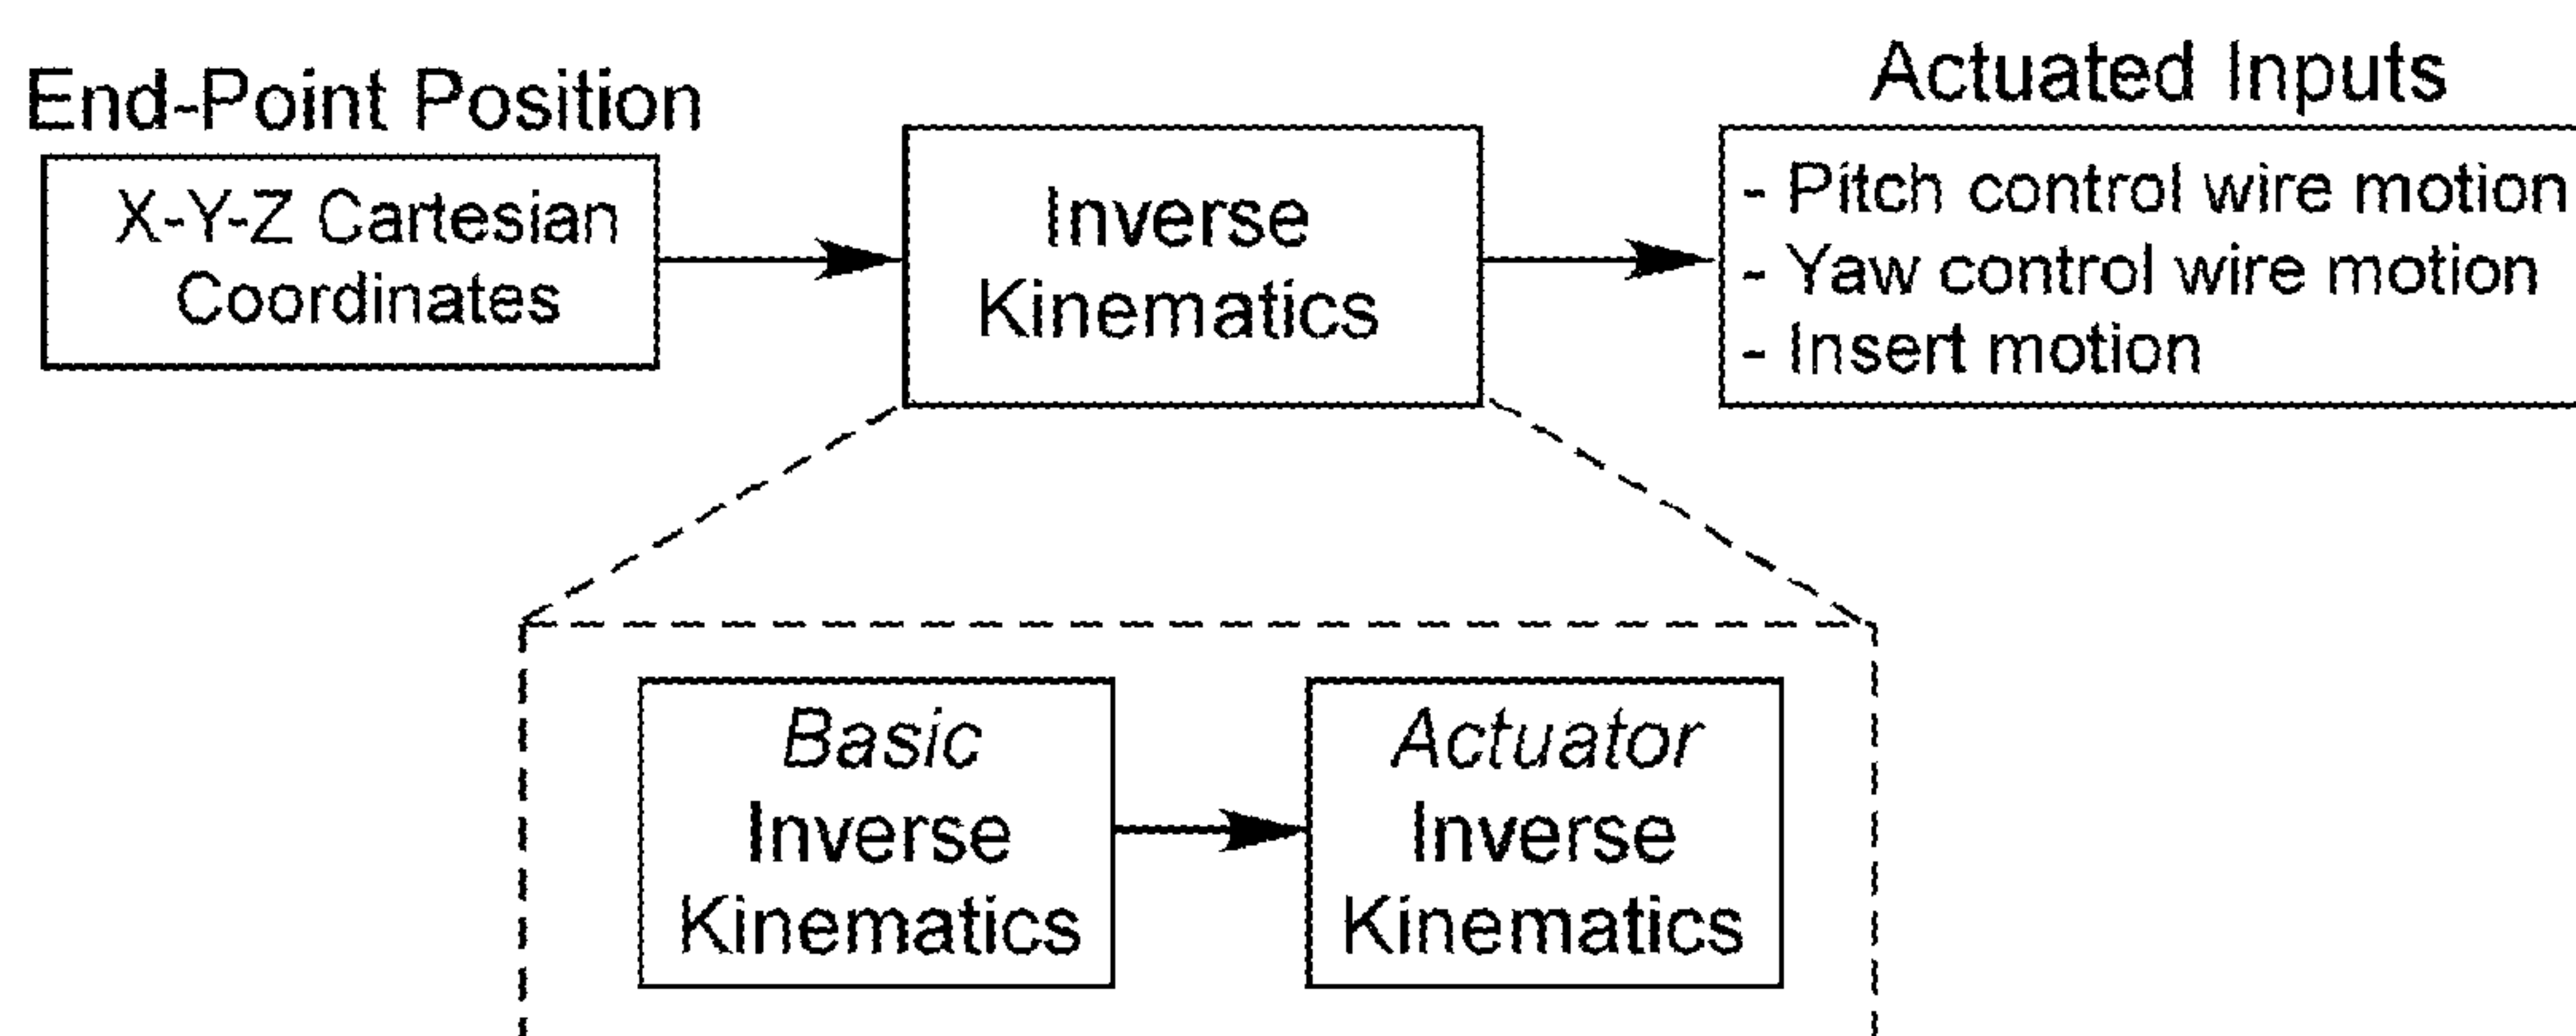 End-Point Position
X-Y-Z Cartesian
Coordinates
Inverse
Kinematics
Actuated Inputs
- Pitch control wire motion
- Yaw control wire motion
- Insert motion
Basic
Inverse
Kinematics
Actuator
Inverse
Kinematics